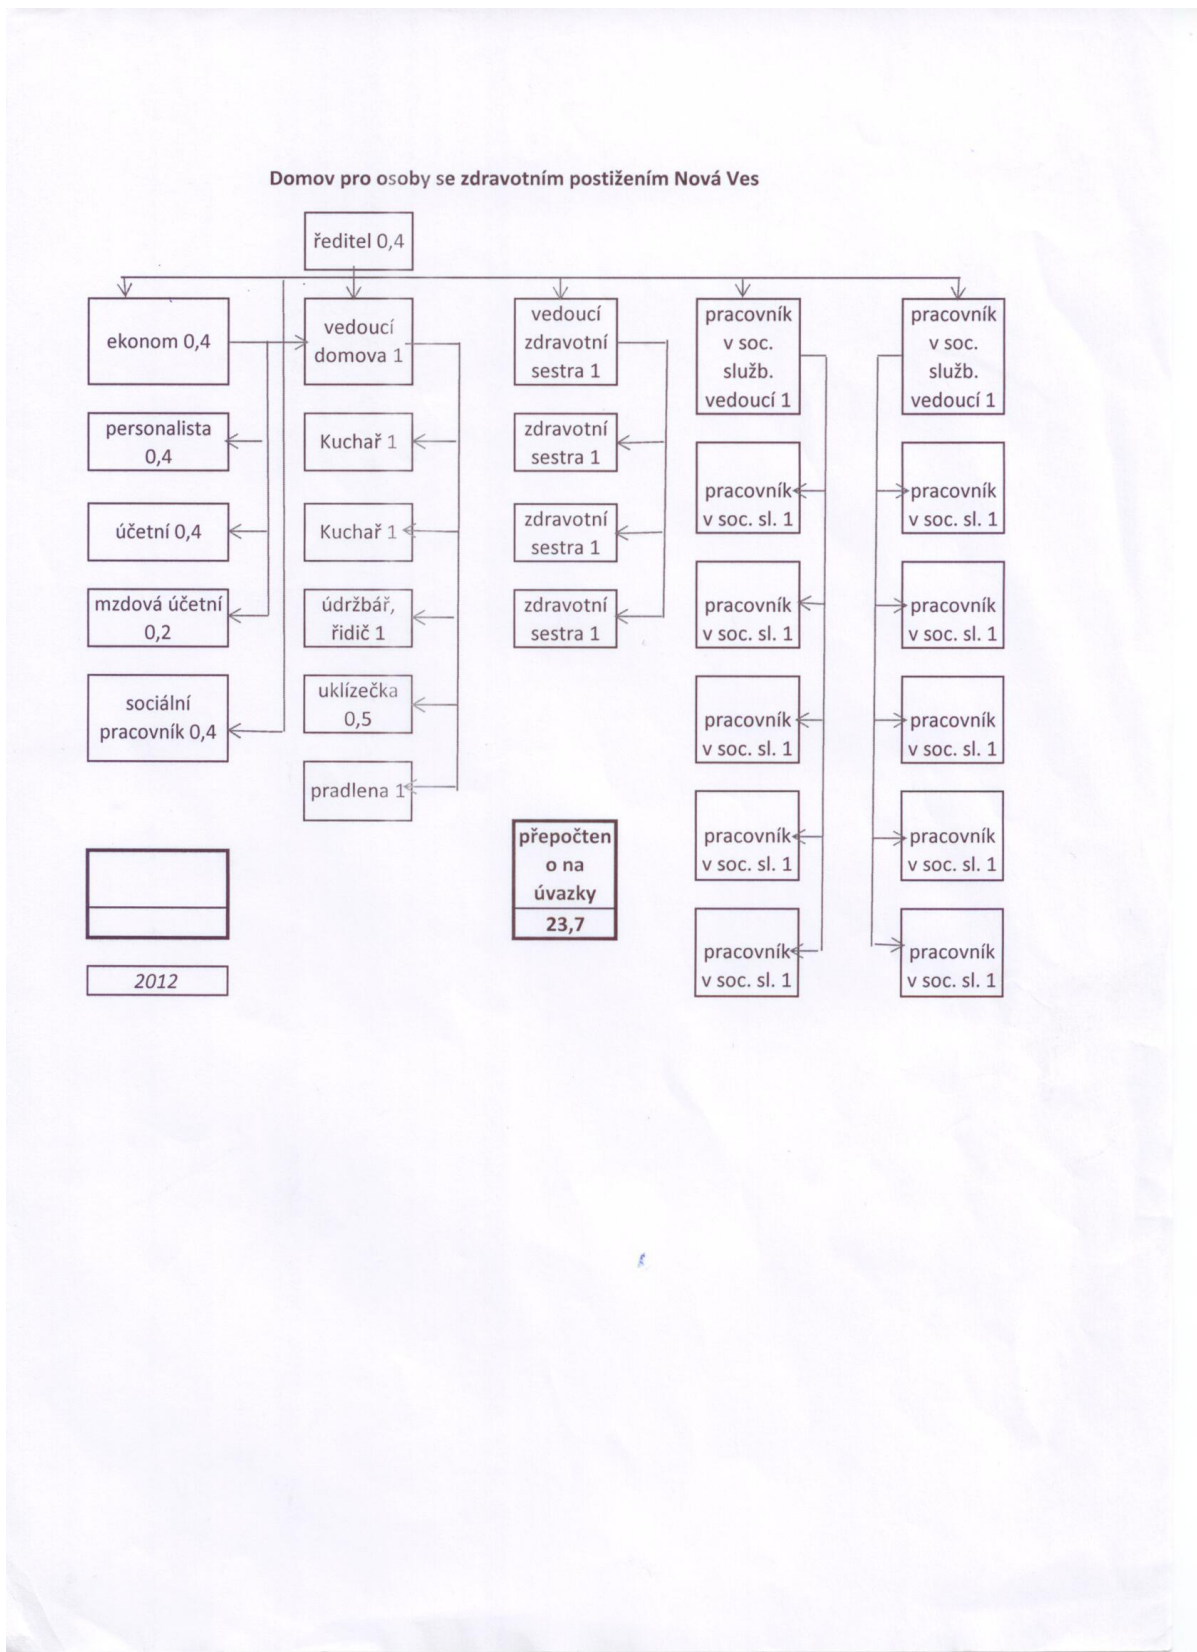 Domov pro osoby se zdravotním postižením Nová Ves
ředitel 0,4
ekonom 0,4
personalista
0,4
účetní 0,4
mzdová účetní
0,2
sociální
pracovník 0,4
2012
vedoucí
domova 1
Kuchař 1
Kuchař 1
údržbář,
řidič 1
uklízečka
0,5
pradlena 1
vedoucí
zdravotní
sestra 1
zdravotní
sestra 1
zdravotní
sestra 1
zdravotní
sestra 1
přepočten
o na
úvazky
23,7
pracovník
v soc.
služb.
vedoucí 1
pracovník
v soc. sl. 1
pracovník
v soc. sl. 1
pracovník
v soc. sl. 1
pracovník
v soc. sl. 1
pracovník
v soc. sl. 1
pracovník
v soc.
služb.
vedoucí 1
pracovník
v soc. sl. 1
pracovník
v soc. sl. 1
pracovník
v soc. sl. 1
pracovník
v soc. sl. 1
pracovník
v soc. sl. 1